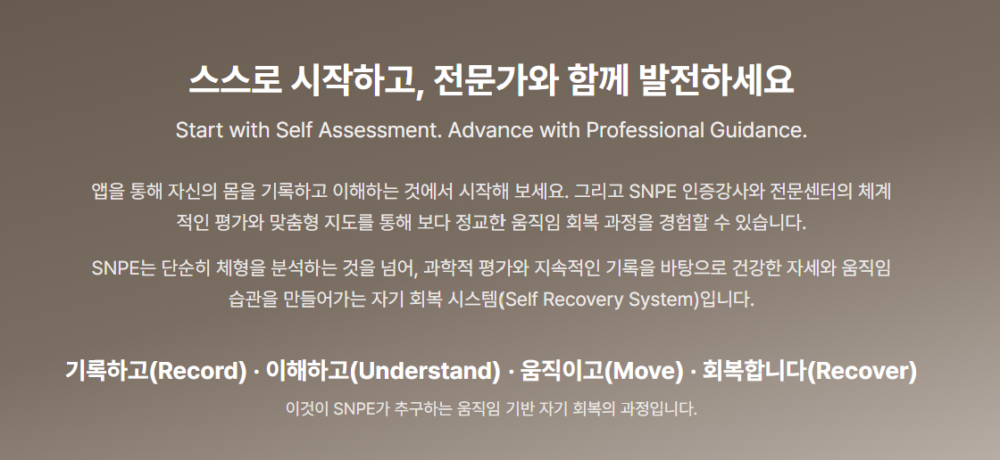 스스로 시작하고, 전문가와 함께 발전하세요
Start with Self Assessment. Advance with Professional Guidance.
앱을 통해 자신의 몸을 기록하고 이해하는 것에서 시작해 보세요. 그리고 SNPE 인증강사와 전문센터의 체계
적인 평가와 맞춤형 지도를 통해 보다 정교한 움직임 회복 과정을 경험할 수 있습니다.
SNPE는 단순히 체형을 분석하는 것을 넘어, 과학적 평가와 지속적인 기록을 바탕으로 건강한 자세와 움직임
습관을 만들어가는 자기 회복 시스템(Self Recovery System)입니다.
기록하고(Record) · 이해하고(Understand) · 움직이고(Move) · 회복합니다(Recover)
이것이 SNPE가 추구하는 움직임 기반 자기 회복의 과정입니다.